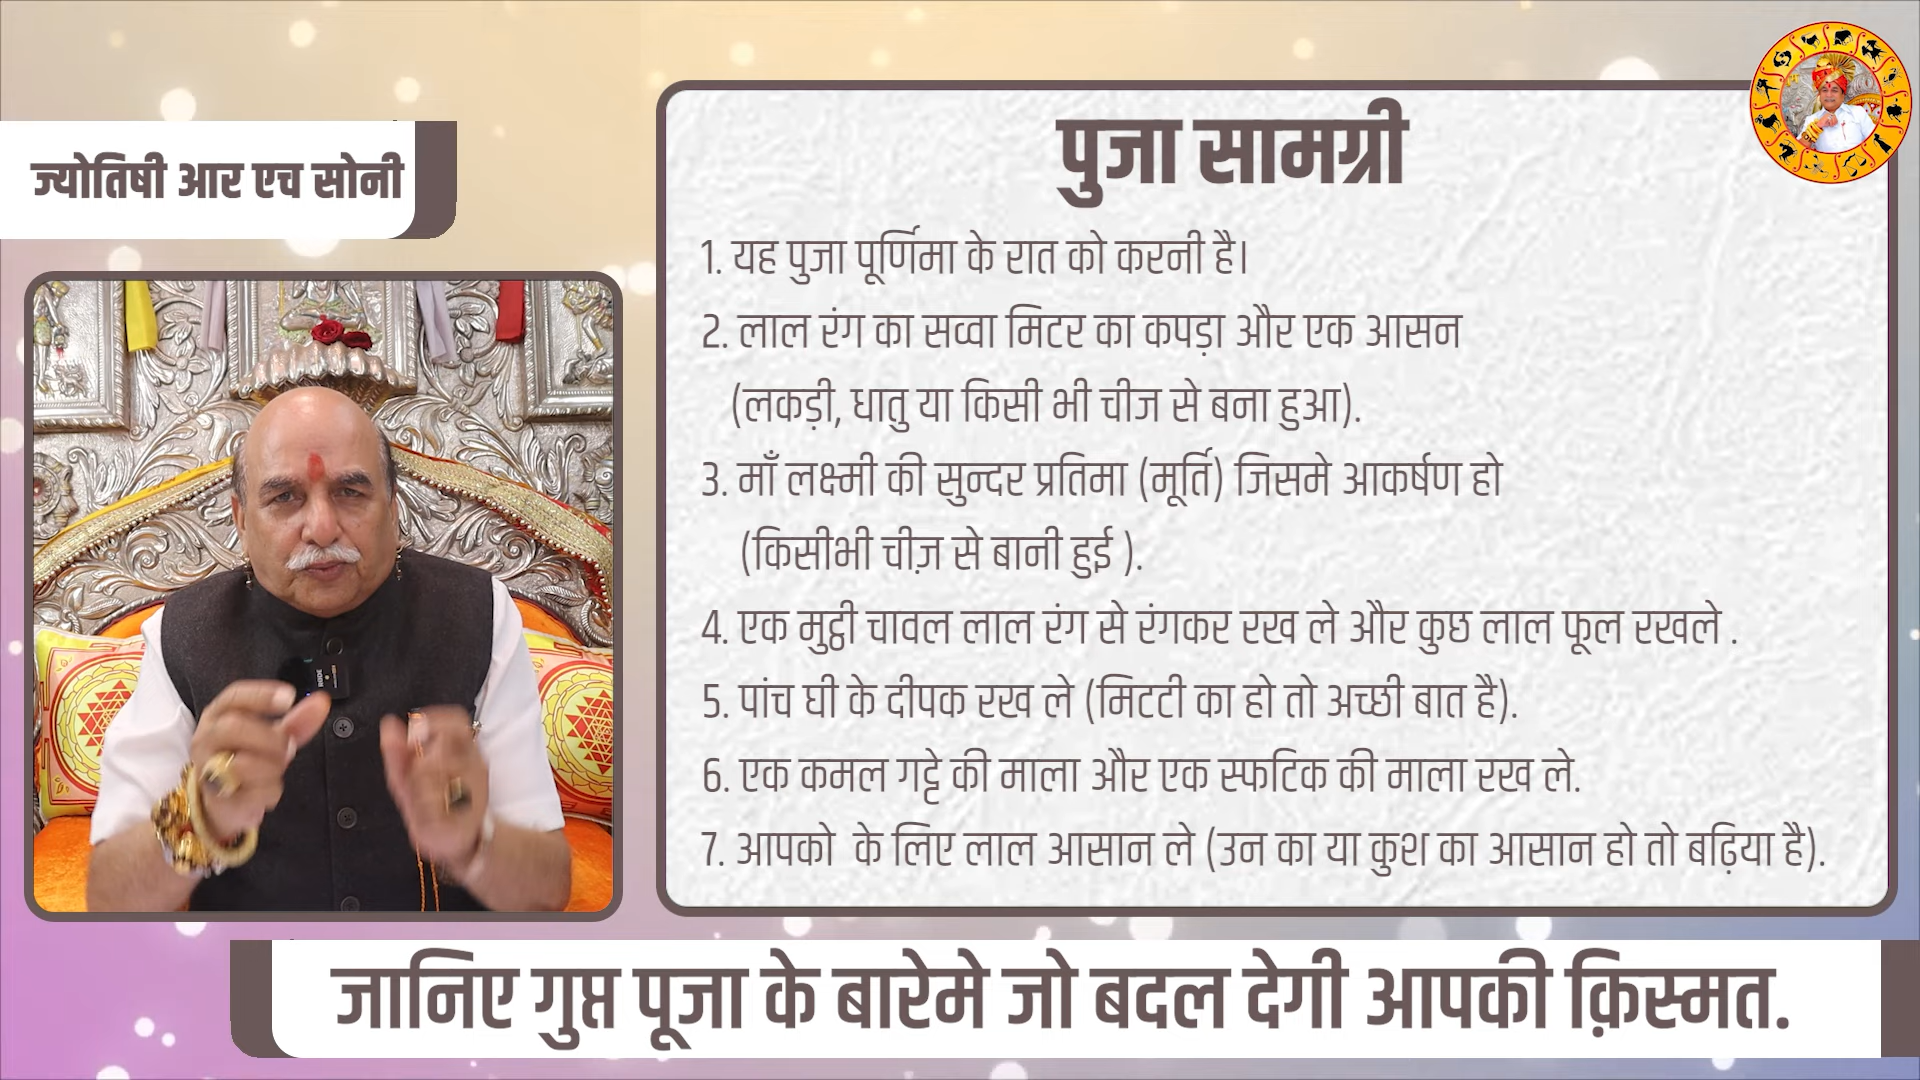 ज्योतिषी आर एच सोनी
पुजा सामग्री
1. यह पुजा पूर्णिमा के रात को करनी है।
2. लाल रंग का सव्वा मिटर का कपड़ा और एक आसन
(लकड़ी, धातु या किसी भी चीज से बना हुआ).
3. माँ लक्ष्मी की सुन्दर प्रतिमा (मूर्ति) जिसमे आकर्षण हो
(किसीभी चीज़ से बानी हुई ).
4. एक मुट्ठी चावल लाल रंग से रंगकर रख ले और कुछ लाल फूल रखले .
5. पांच घी के दीपक रख ले (मिटटी का हो तो अच्छी बात है).
6. एक कमल गट्टे की माला और एक स्फटिक की माला रख ले.
7. आपको के लिए लाल आसान ले (उन का या कुश का आसान हो तो बढ़िया है).
जानिए गुप्त पूजा के बारेमे जो बदल देगी आपकी क़िस्मत.